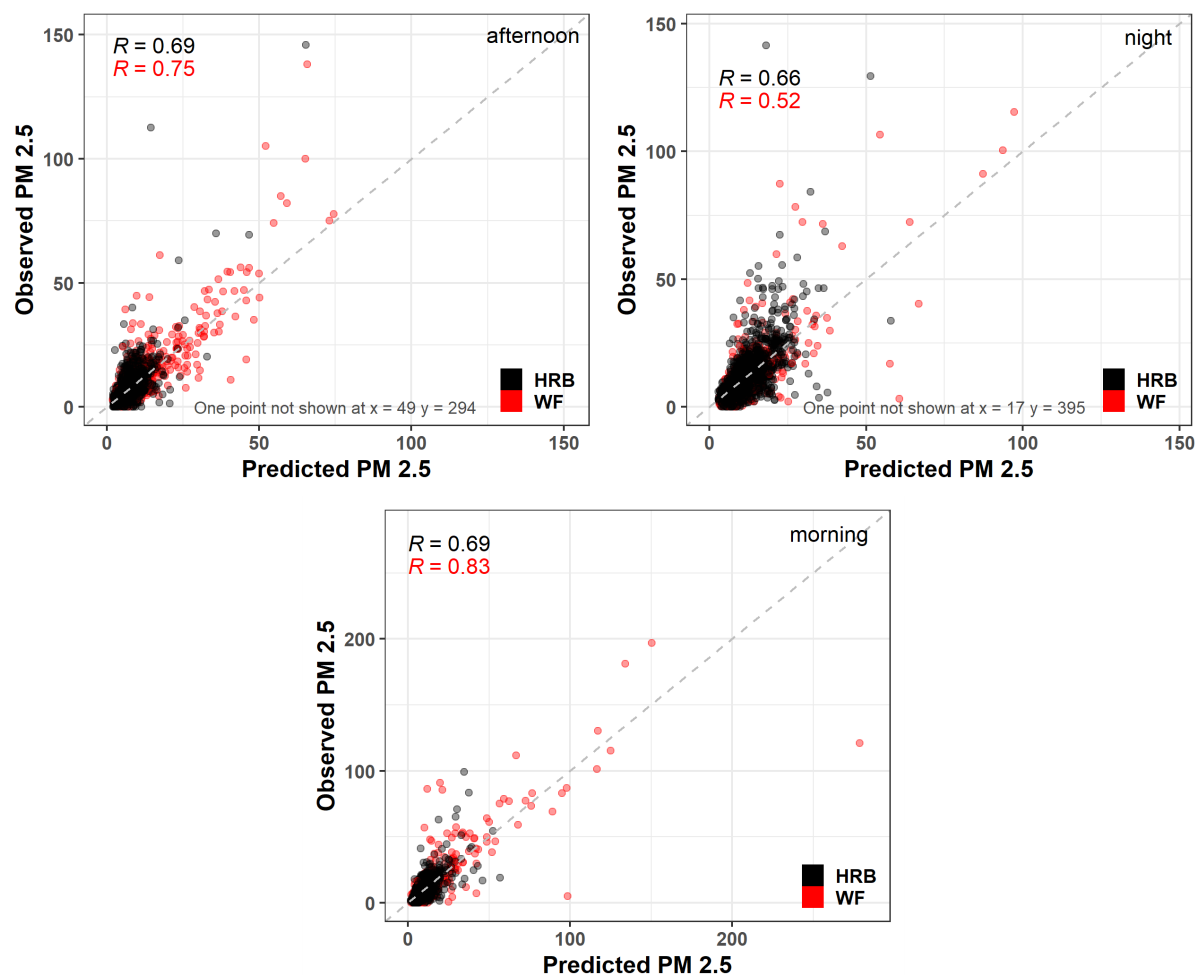 afternoon
R = 0.69
R = 0.75
Observed PM 2.5
150
100
50
0
HRB
WF
One point not shown at x = 49 y = 294
0
50
100
150
Predicted PM 2.5
night
R = 0.66
R = 0.52
Observed PM 2.5
150
100
50
0
HRB
WF
One point not shown at x = 17 y = 395
0
50
100
150
Predicted PM 2.5
morning
R = 0.69
R = 0.83
Observed PM 2.5
200
100
0
HRB
WF
0
100
200
Predicted PM 2.5